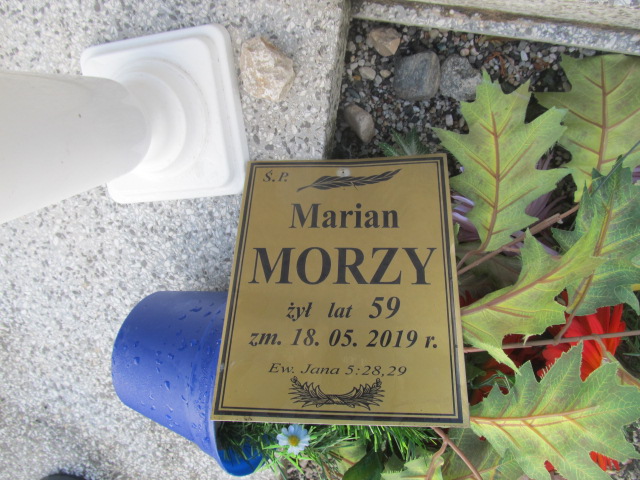 Ś.P.
Marian
MORZY
żył lat 59
zm. 18. 05. 2019 r.
Ew. Jana 5:28,29